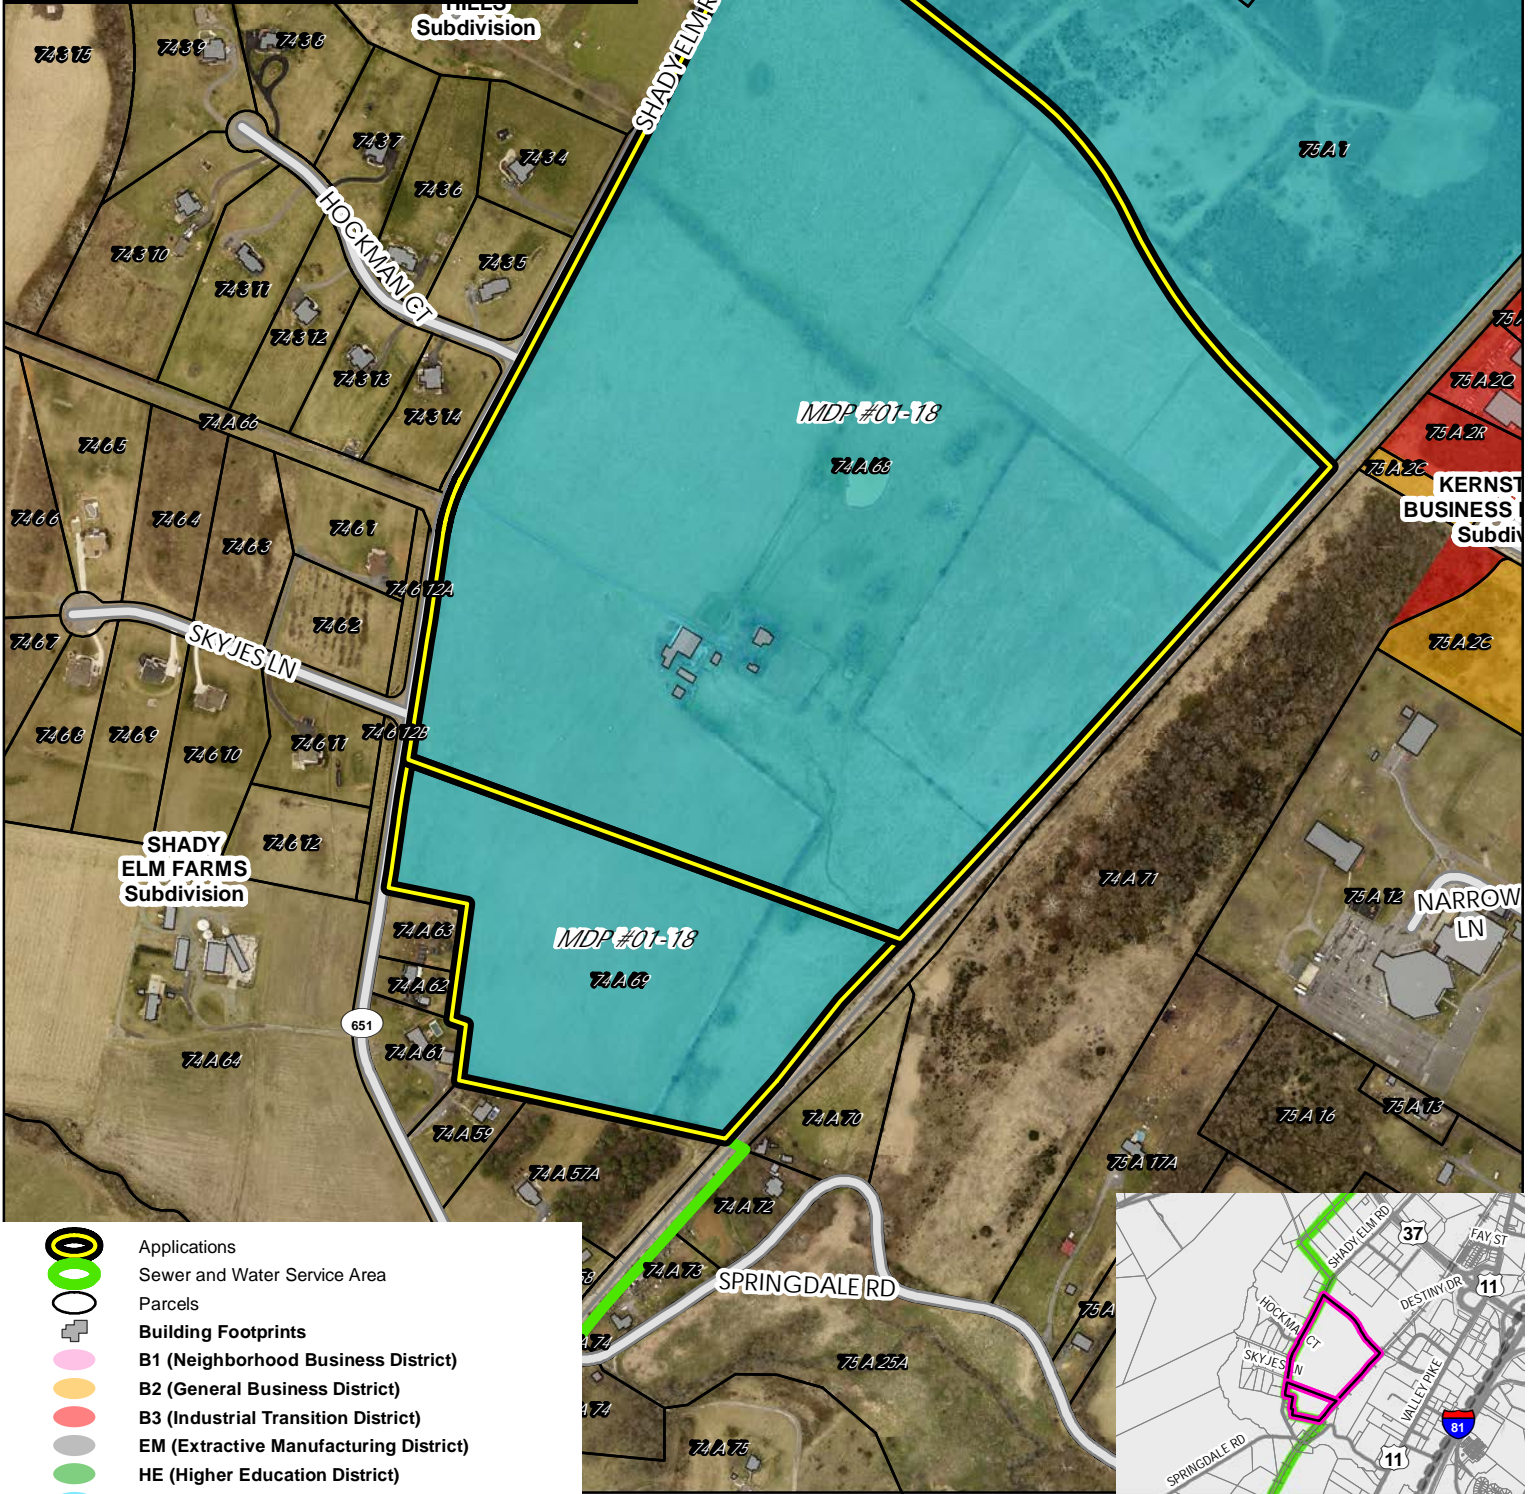 HILLS
Subdivision
SHADY ELM R
74 3 15
74 3 9
74 3 8
74 3 7
74 3 4
74 3 6
75 A 1
74 3 10
HOCKMAN CT
74 3 5
74 3 11
74 3 12
74 3 13
74 3 14
74 A 66
MDP #01-18
74 A 68
75 A 2Q
75 A 2R
75 A 2C
KERNST
BUSINESS
Subdiv
74 6 5
74 6 6
74 6 4
74 6 3
74 6 1
74 6 12A
74 6 2
74 6 7
SKYJES LN
75 A 2C
74 6 8
74 6 9
74 6 10
74 6 11
74 6 12B
SHADY
ELM FARMS
Subdivision
74 6 12
74 A 71
75 A 12
NARROW
LN
74 A 63
MDP #01-18
74 A 69
74 A 62
651
74 A 61
74 A 64
74 A 59
74 A 70
75 A 16
75 A 13
74 A 57A
75 A 17A
74 A 72
74 A 73
SPRINGDALE RD
75 A
A 74
75 A 25A
A 74
74 A 75
Applications
Sewer and Water Service Area
Parcels
Building Footprints
B1 (Neighborhood Business District)
B2 (General Business District)
B3 (Industrial Transition District)
EM (Extractive Manufacturing District)
HE (Higher Education District)
SHADY ELM RD
37
FAY ST
11
DESTINY DR
HOCKMAN CT
SKYJES LN
VALLEY PIKE
81
11
SPRINGDALE RD